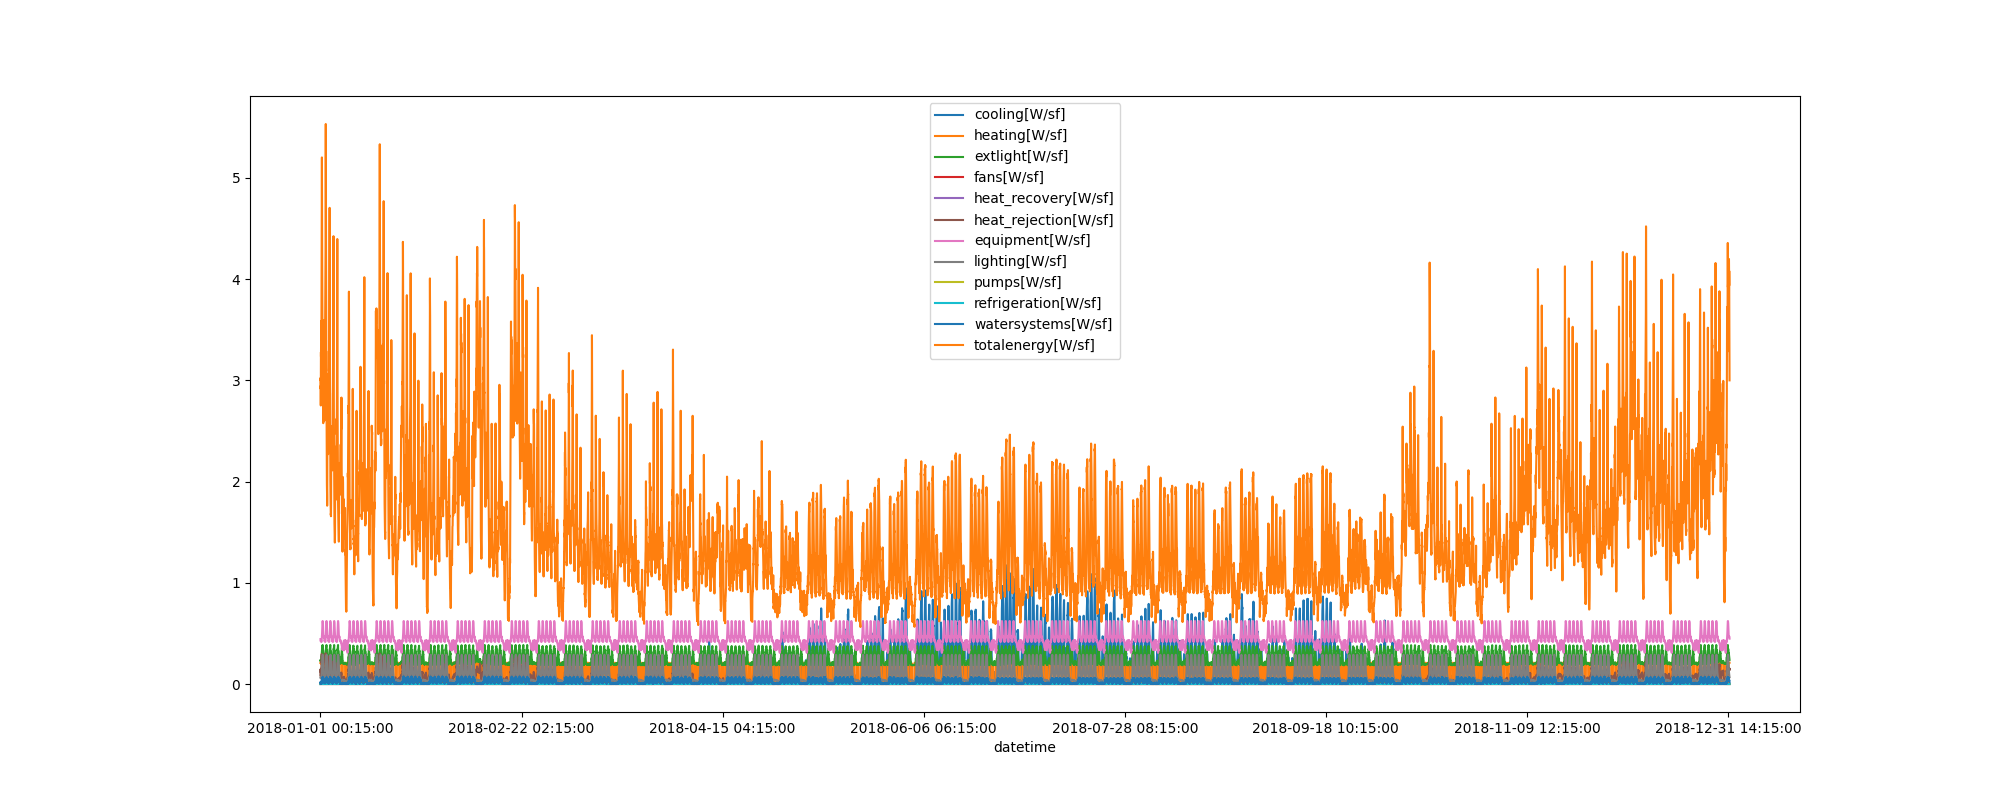 cooling[W/sf]
heating[W/sf]
extlight[W/sf]
fans[W/sf]
heat_recovery[W/sf]
heat_rejection[W/sf]
equipment[W/sf]
lighting[W/sf]
pumps[W/sf]
refrigeration[W/sf]
watersystems[W/sf]
totalenergy[W/sf]
5
4
3
2
1
0
2018-01-01 00:15:00 2018-02-22 02:15:00 2018-04-15 04:15:00 2018-06-06 06:15:00 2018-07-28 08:15:00 2018-09-18 10:15:00 2018-11-09 12:15:00 2018-12-31 14:15:00
datetime